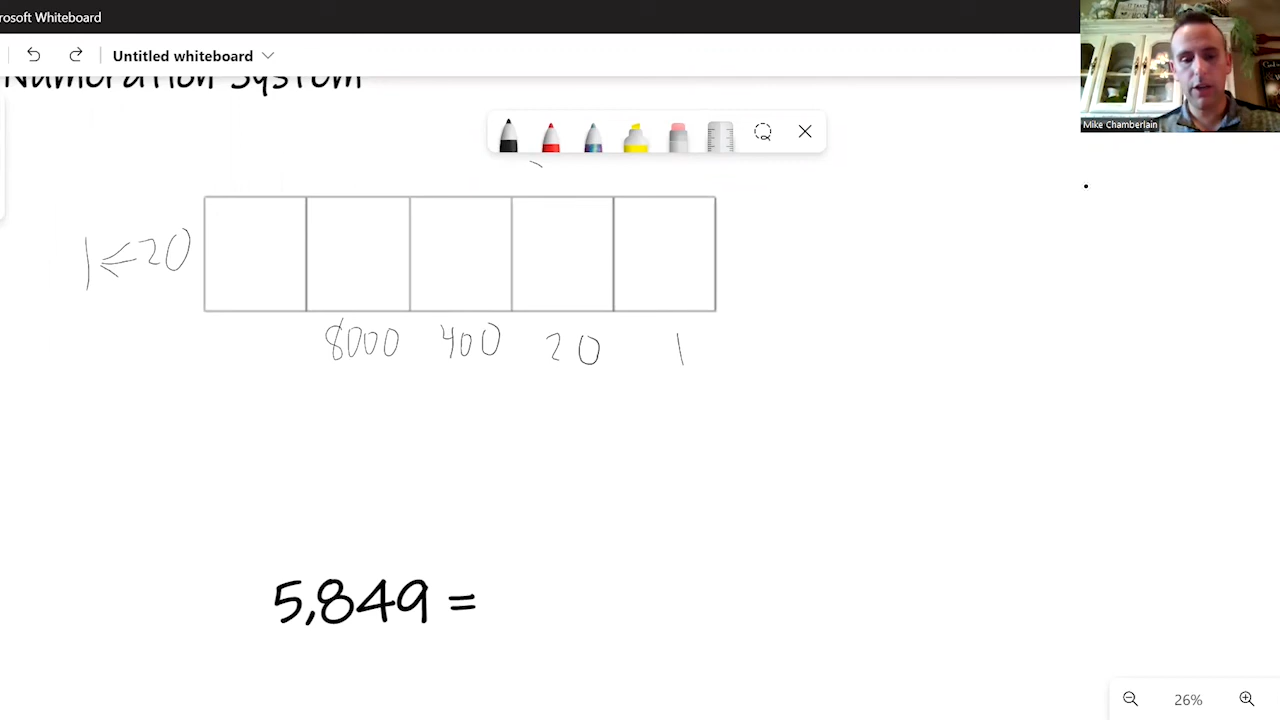 rosoft Whiteboard
Untitled whiteboard
Numeration System
Mike Chamberlain
1 ← 20
8000 400 20 1
5,849 =
26%